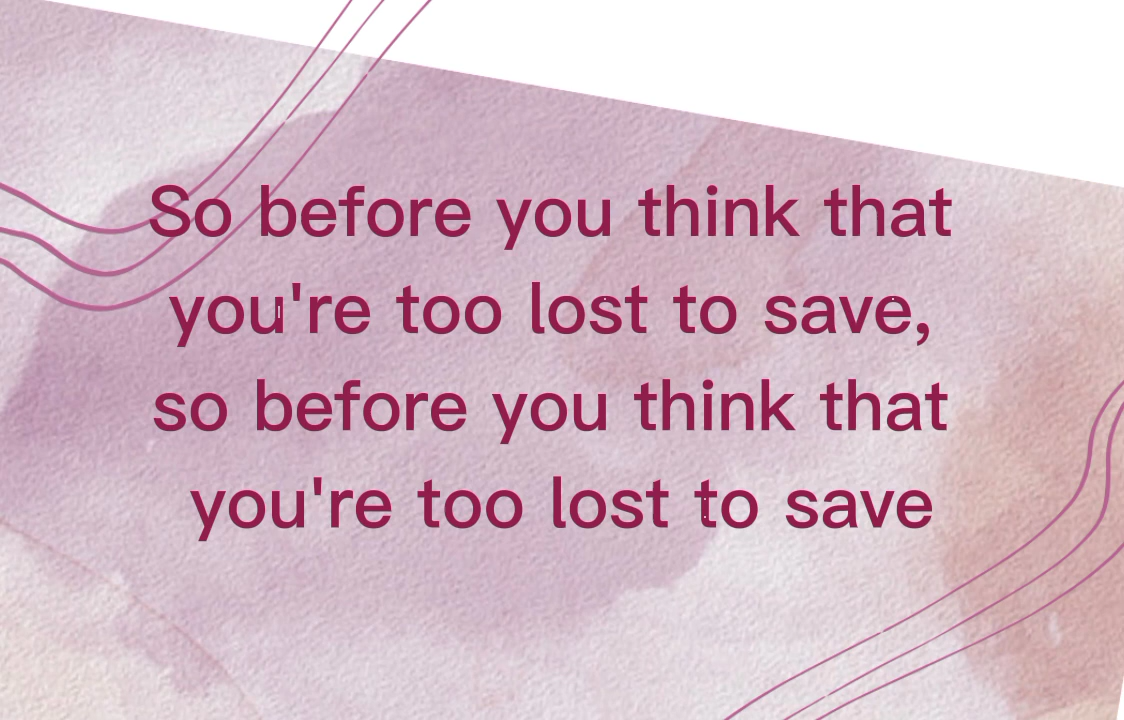 So before you think that
you're too lost to save,
so before you think that
you're too lost to save